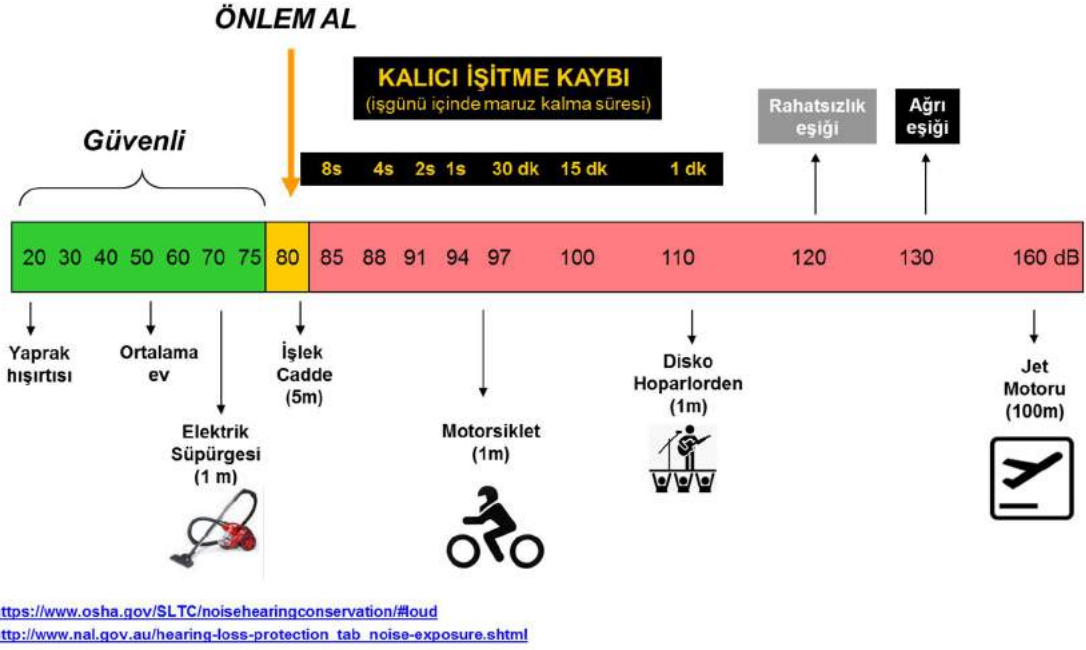 ÖNLEM AL
KALICI İŞİTME KAYBI
(işgünü içinde maruz kalma süresi)
Rahatsızlık
eşiği
Ağrı
eşiği
Güvenli
8s 4s 2s 1s 30 dk 15 dk 1 dk
20 30 40 50 60 70 75 80 85 88 91 94 97 100 110 120 130 160 dB
Yaprak
hışırtısı
Ortalama
ev
Elektrik
Süpürgesi
(1 m)
İşlek
Cadde
(5m)
Motorsiklet
(1m)
Disko
Hoparlorden
(1m)
Jet
Motoru
(100m)
ttps://www.osha.gov/SLTC/noisehearingconservation/#loud
ttp://www.nal.gov.au/hearing-loss-protection_tab_noise-exposure.shtml